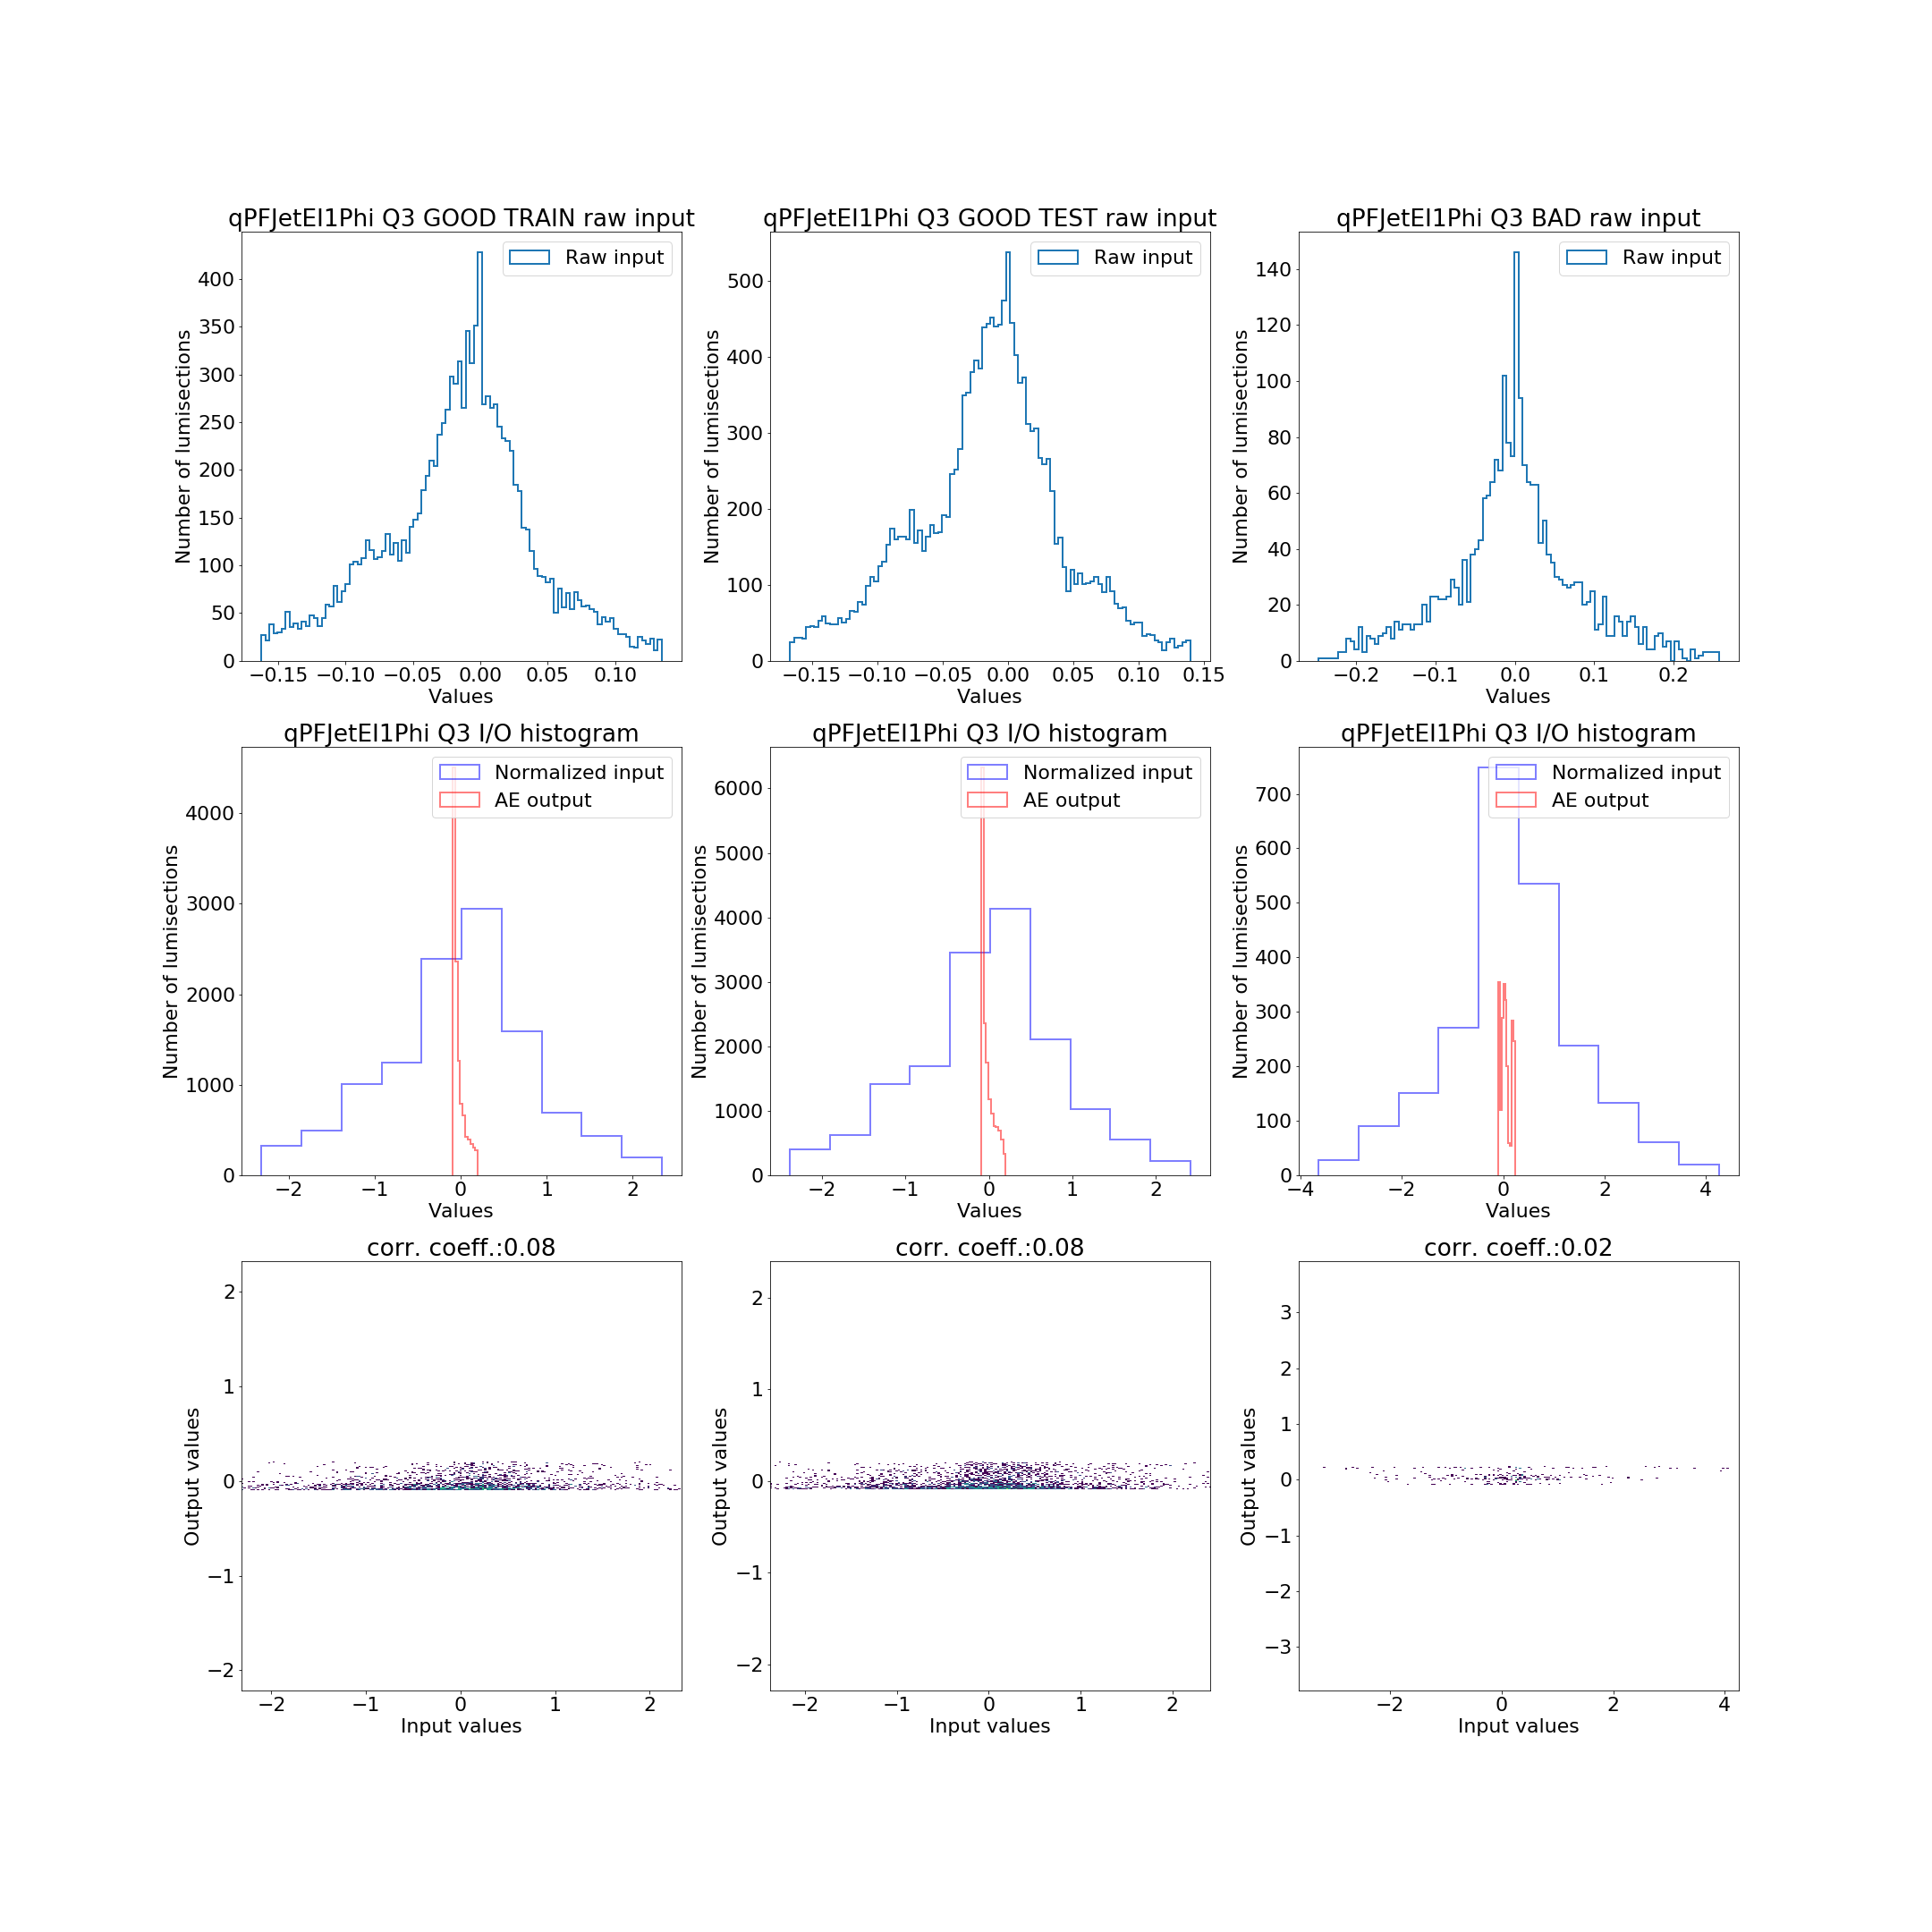 qPFJetEI1Phi Q3 GOOD TRAIN raw input
Raw input
Number of lumisections
400
350
300
250
200
150
100
50
0
−0.15 −0.10 −0.05 0.00 0.05 0.10
Values
qPFJetEI1Phi Q3 GOOD TEST raw input
Raw input
Number of lumisections
500
400
300
200
100
0
−0.15 −0.10 −0.05 0.00 0.05 0.10 0.15
Values
qPFJetEI1Phi Q3 BAD raw input
Raw input
Number of lumisections
140
120
100
80
60
40
20
0
−0.2 −0.1 0.0 0.1 0.2
Values
qPFJetEI1Phi Q3 I/O histogram
Normalized input
AE output
Number of lumisections
4000
3000
2000
1000
0
−2 −1 0 1 2
Values
qPFJetEI1Phi Q3 I/O histogram
Normalized input
AE output
Number of lumisections
6000
5000
4000
3000
2000
1000
0
−2 −1 0 1 2
Values
qPFJetEI1Phi Q3 I/O histogram
Normalized input
AE output
Number of lumisections
700
600
500
400
300
200
100
0
−4 −2 0 2 4
Values
corr. coeff.:0.08
Output values
2
1
0
−1
−2
−2 −1 0 1 2
Input values
corr. coeff.:0.08
Output values
2
1
0
−1
−2
−2 −1 0 1 2
Input values
corr. coeff.:0.02
Output values
3
2
1
0
−1
−2
−3
−2 0 2 4
Input values